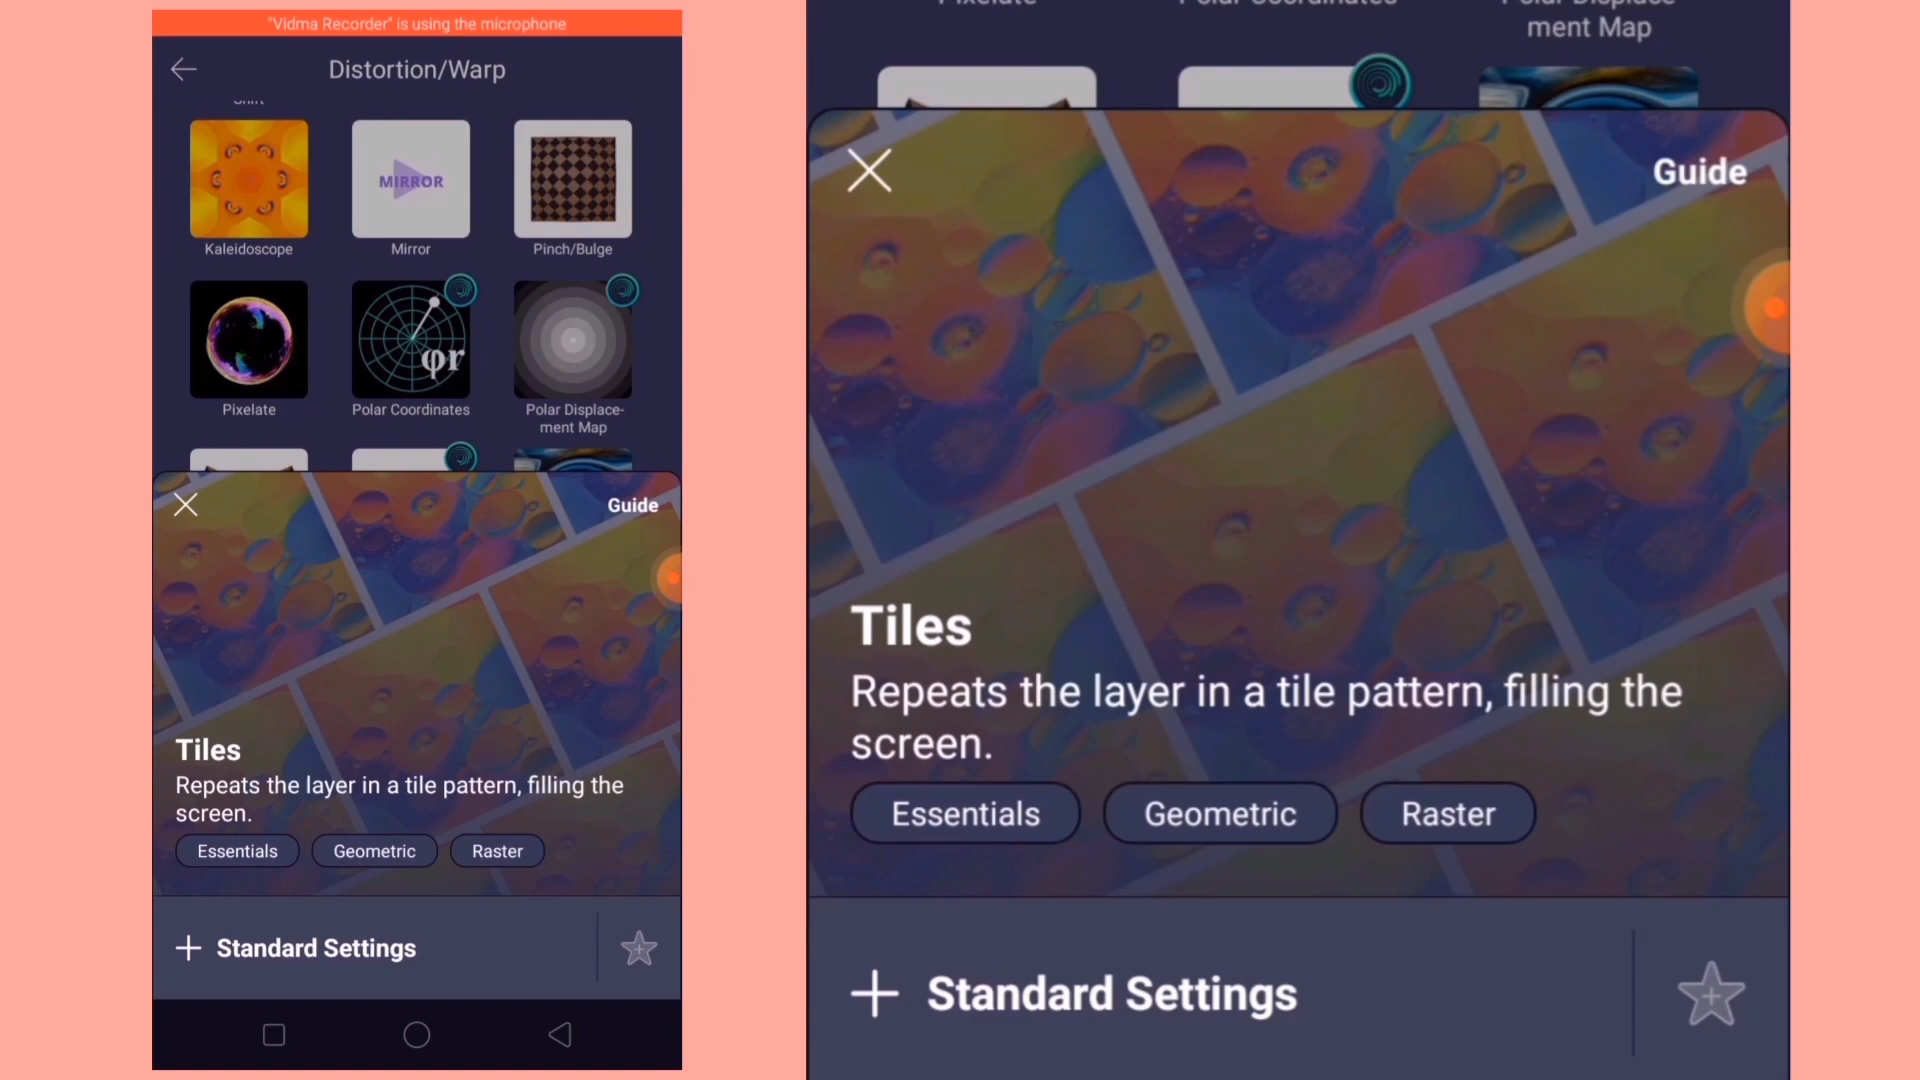 "Vidma Recorder" is using the microphone
Distortion/Warp
Shift
Kaleidoscope
Mirror
MIRROR
Pinch/Bulge
Pixelate
φr
Polar Coordinates
Polar Displace-
ment Map
Guide
Tiles
Repeats the layer in a tile pattern, filling the
screen.
Essentials
Geometric
Raster
+ Standard Settings
Pixelate
Polar Coordinates
Polar Displace-
ment Map
Guide
Tiles
Repeats the layer in a tile pattern, filling the
screen.
Essentials
Geometric
Raster
+ Standard Settings